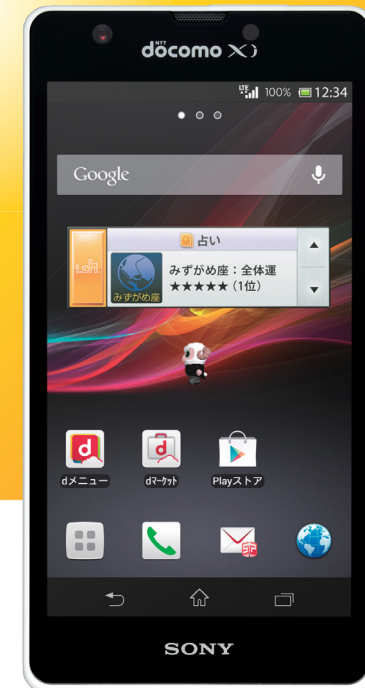 NTT
döcomo Xi
LTE 100% 12:34
Google
占い
i.ch.
みずがめ座:全体運
★★★★★(1位)
みずがめ座
d
d
dメニュー
dマーケット
Playストア
SONY